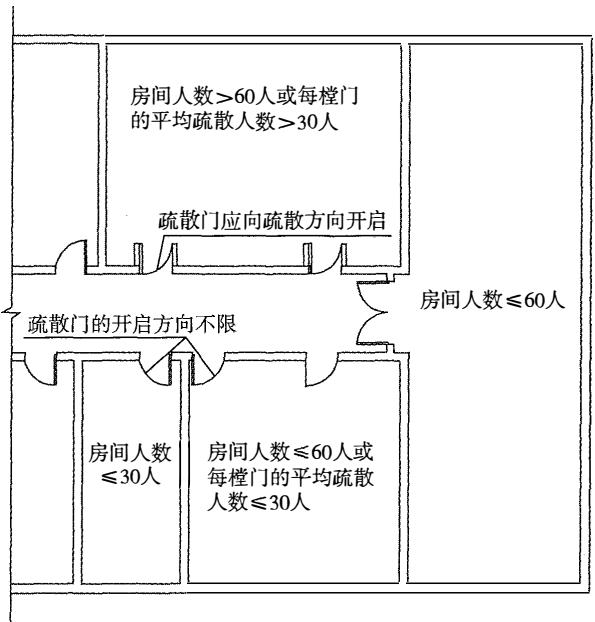 房间人数>60人或每樘门
的平均疏散人数>30人
疏散门应向疏散方向开启
房间人数≤60人
疏散门的开启方向不限
房间人数
≤30人
房间人数≤60人或
每樘门的平均疏散
人数≤30人